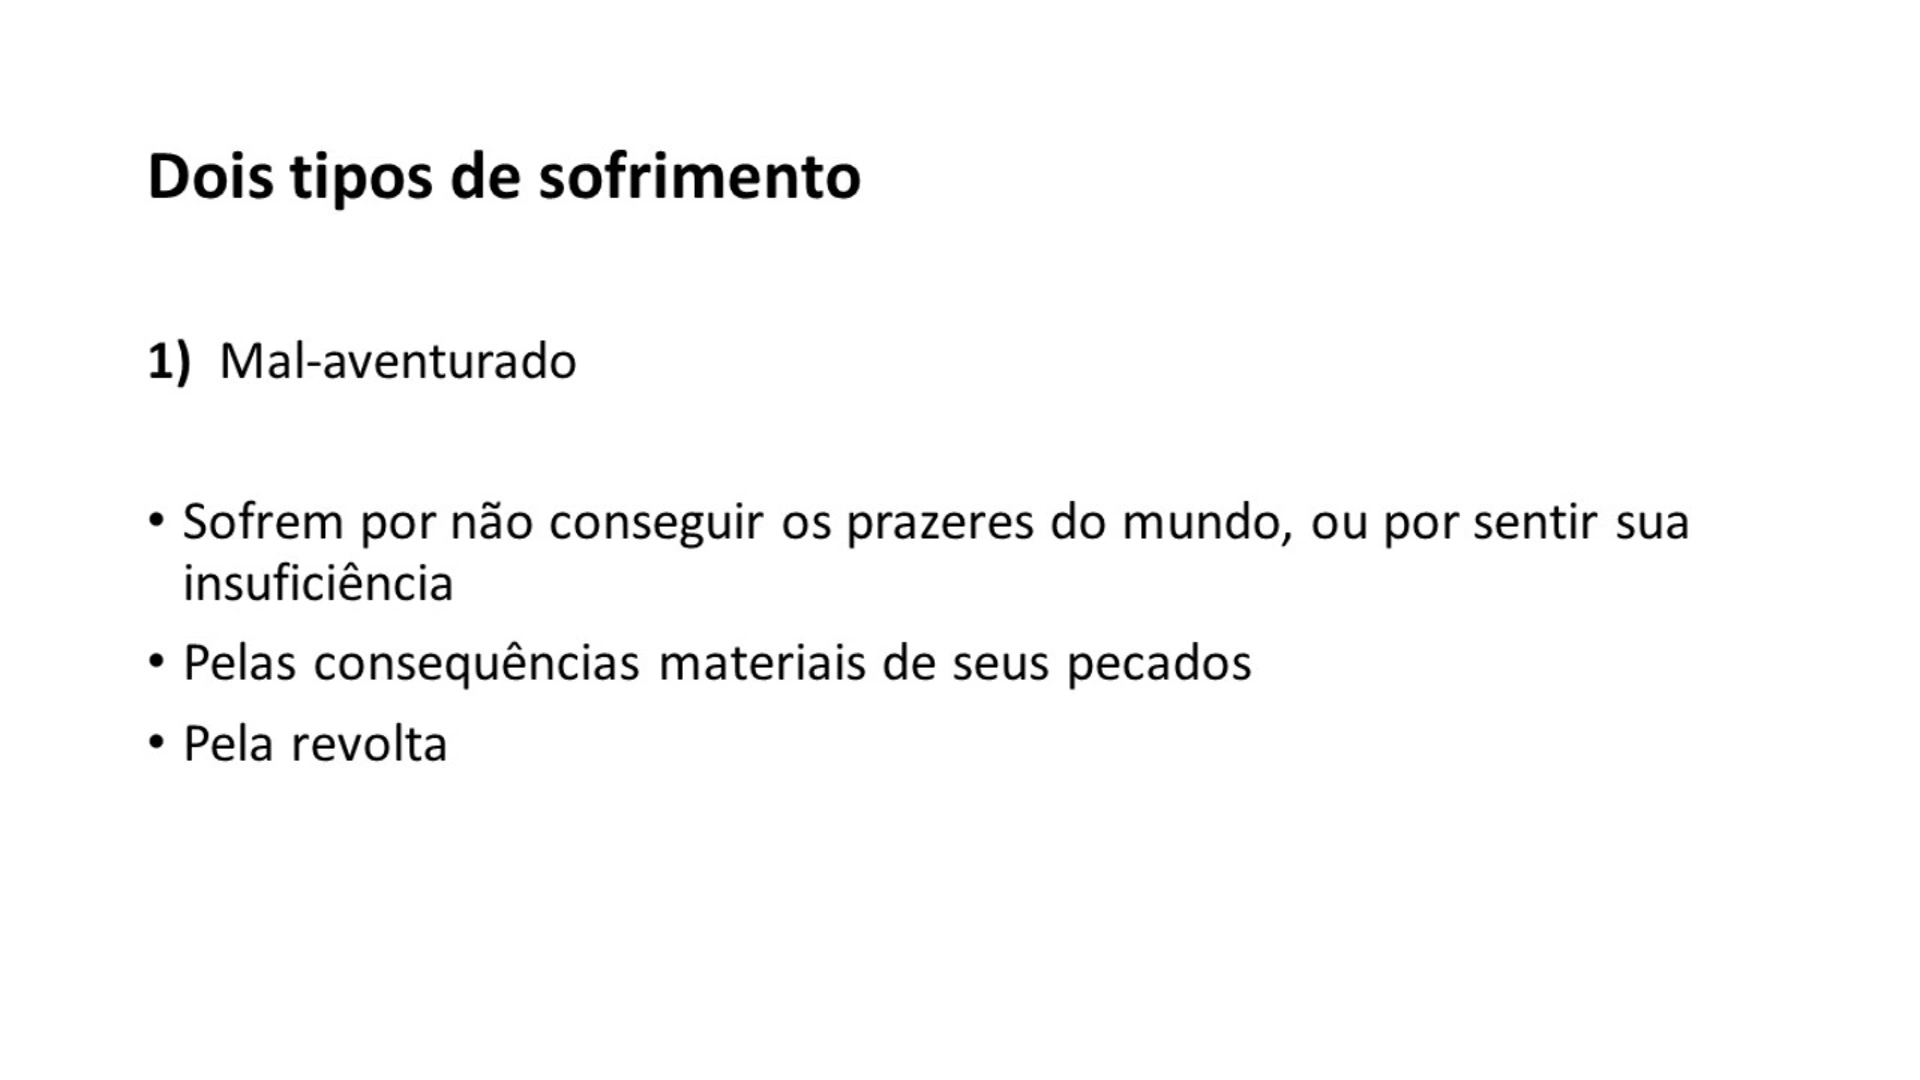 Dois tipos de sofrimento
1) Mal-aventurado
• Sofrem por não conseguir os prazeres do mundo, ou por sentir sua
insuficiência
• Pelas consequências materiais de seus pecados
• Pela revolta